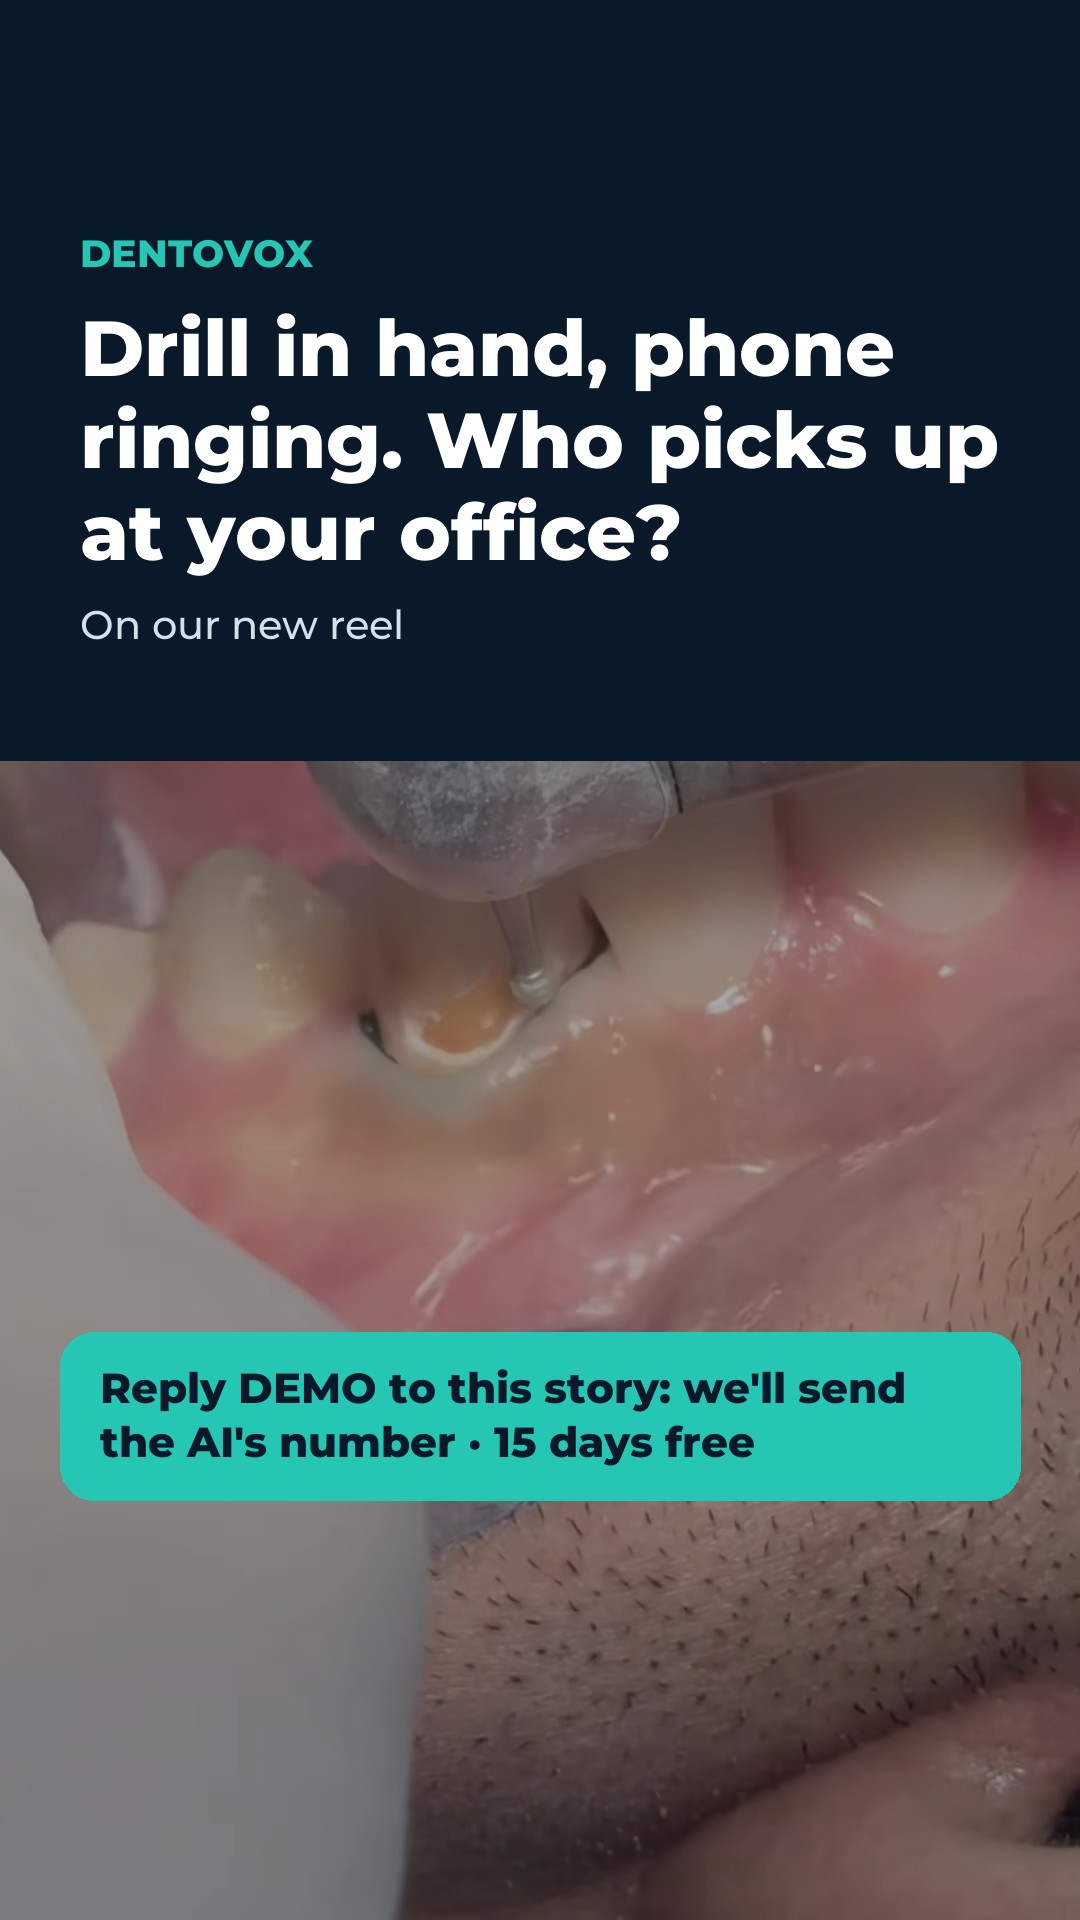 DENTOVOX
Drill in hand, phone
ringing. Who picks up
at your office?
On our new reel
Reply DEMO to this story: we'll send
the AI's number · 15 days free